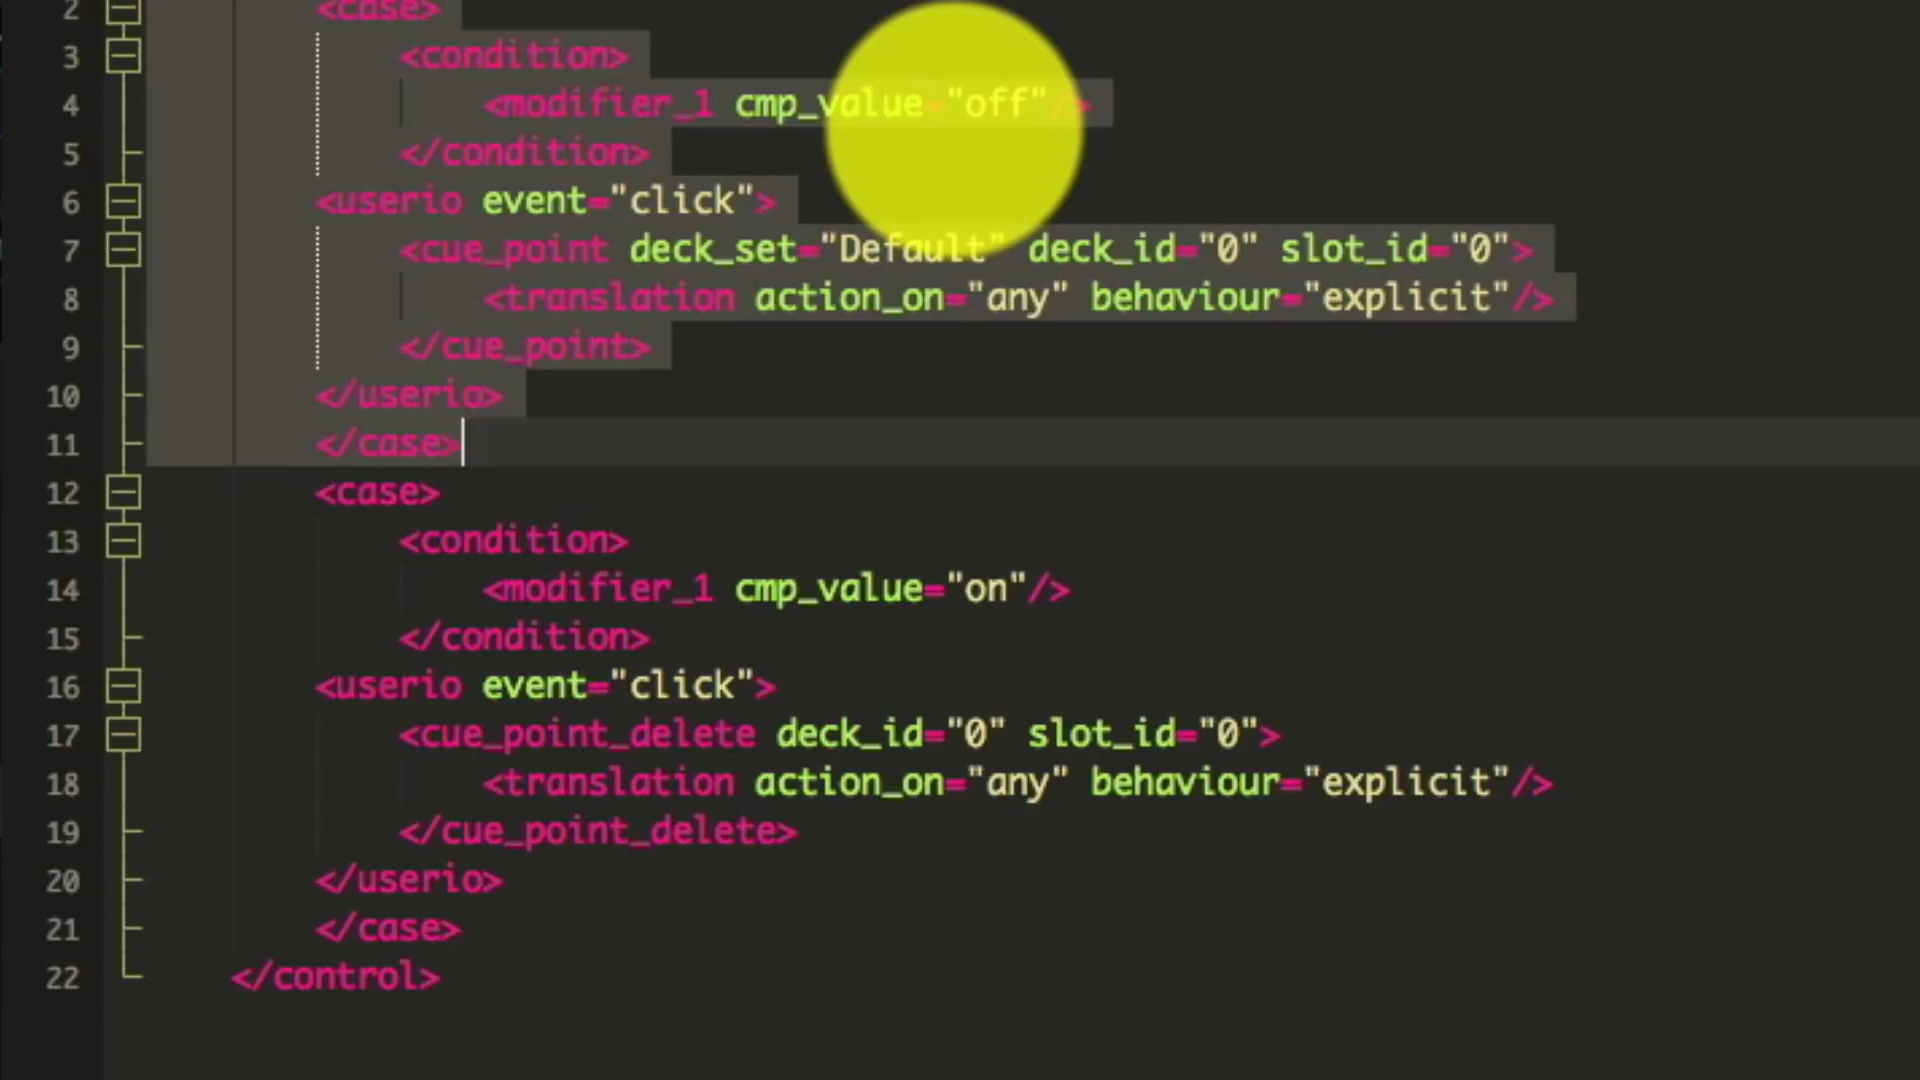 2 <case>
3 <condition>
4 <modifier_1 cmp_value="off"/>
5 </condition>
6 <userio event="click">
7 <cue_point deck_set="Default" deck_id="0" slot_id="0">
8 <translation action_on="any" behaviour="explicit"/>
9 </cue_point>
10 </userio>
11 </case>
12 <case>
13 <condition>
14 <modifier_1 cmp_value="on"/>
15 </condition>
16 <userio event="click">
17 <cue_point_delete deck_id="0" slot_id="0">
18 <translation action_on="any" behaviour="explicit"/>
19 </cue_point_delete>
20 </userio>
21 </case>
22 </control>